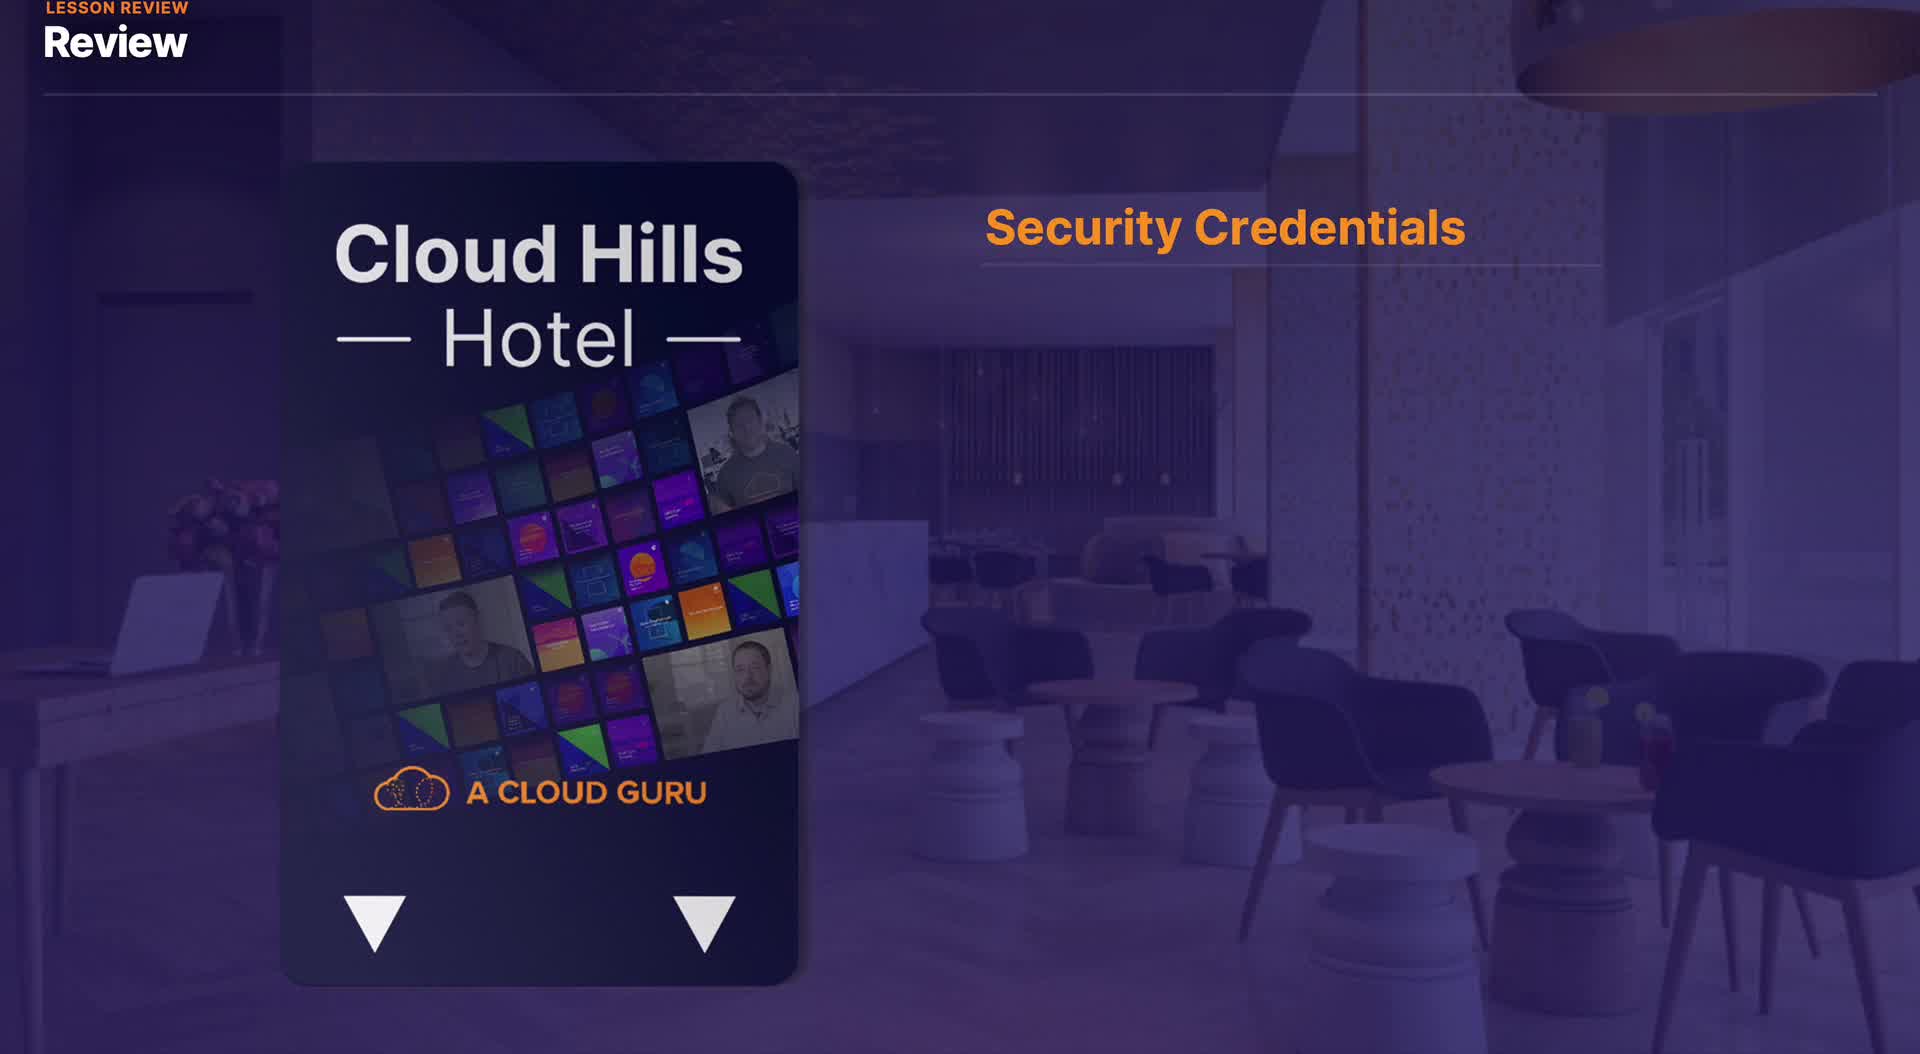 LESSON REVIEW
Review
Cloud Hills
Hotel
A CLOUD GURU
Security Credentials